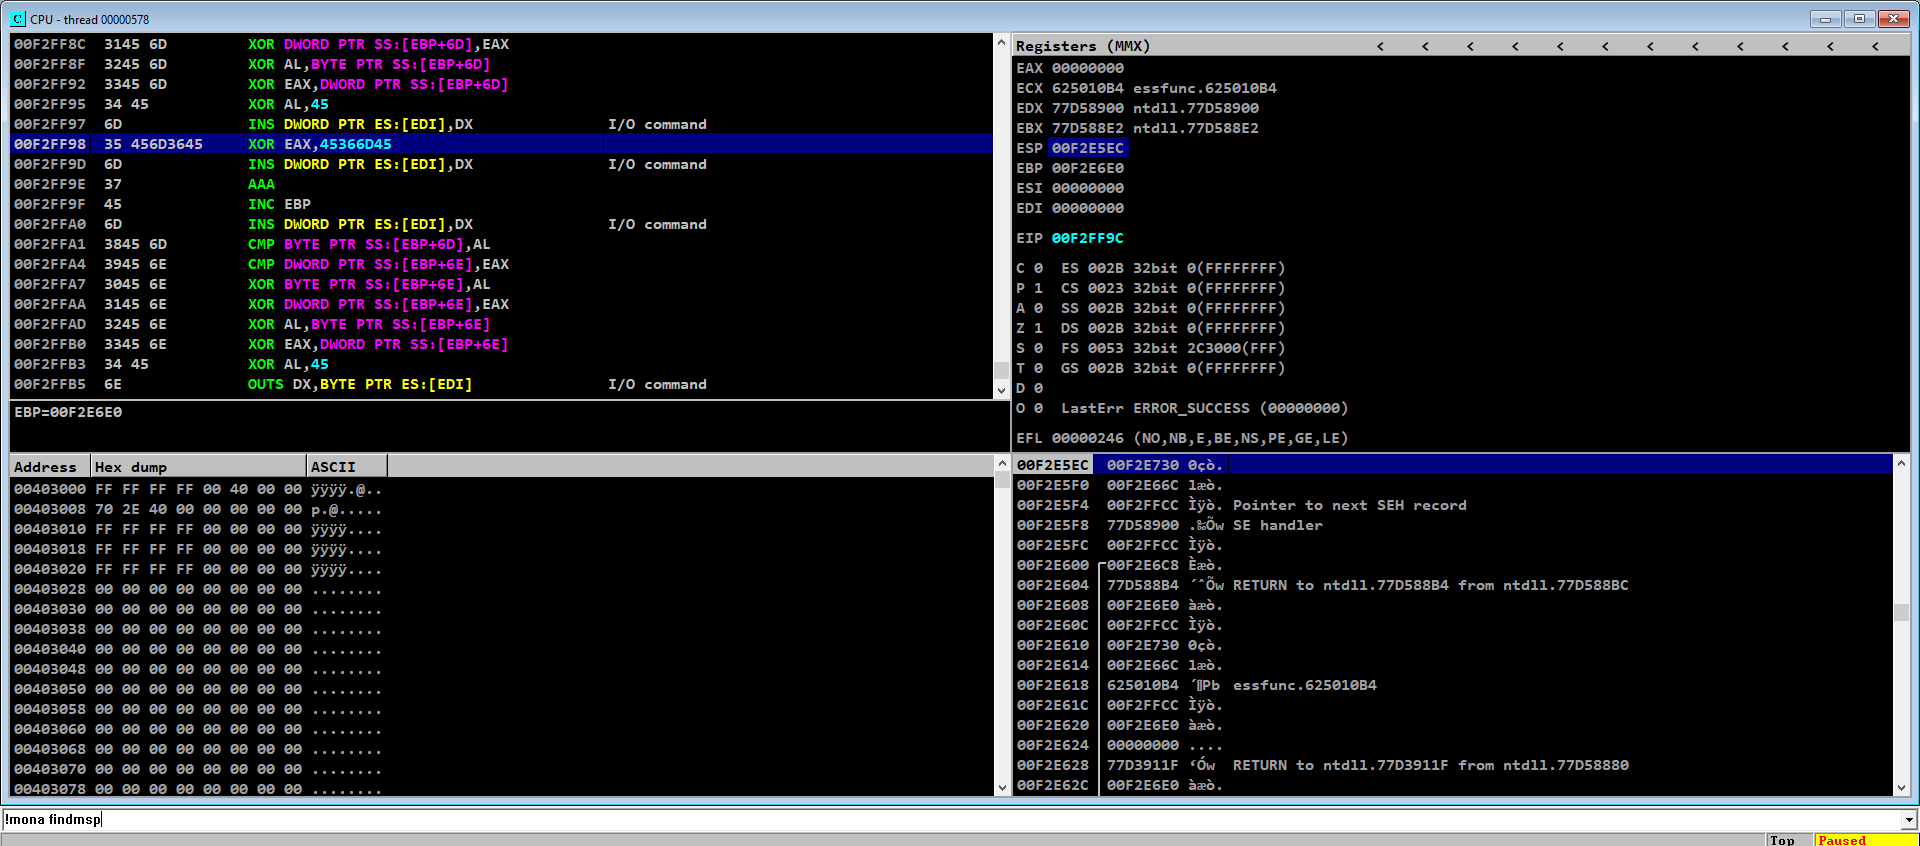 C CPU - thread 00000578
00F2FF8C 3145 6D XOR DWORD PTR SS:[EBP+6D],EAX
00F2FF8F 3245 6D XOR AL,BYTE PTR SS:[EBP+6D]
00F2FF92 3345 6D XOR EAX,DWORD PTR SS:[EBP+6D]
00F2FF95 34 45 XOR AL,45
00F2FF97 6D INS DWORD PTR ES:[EDI],DX I/O command
00F2FF98 35 456D3645 XOR EAX,45366D45
00F2FF9D 6D INS DWORD PTR ES:[EDI],DX I/O command
00F2FF9E 37 AAA
00F2FF9F 45 INC EBP
00F2FFA0 6D INS DWORD PTR ES:[EDI],DX I/O command
00F2FFA1 3845 6D CMP BYTE PTR SS:[EBP+6D],AL
00F2FFA4 3945 6E CMP DWORD PTR SS:[EBP+6E],EAX
00F2FFA7 3045 6E XOR BYTE PTR SS:[EBP+6E],AL
00F2FFAA 3145 6E XOR DWORD PTR SS:[EBP+6E],EAX
00F2FFAD 3245 6E XOR AL,BYTE PTR SS:[EBP+6E]
00F2FFB0 3345 6E XOR EAX,DWORD PTR SS:[EBP+6E]
00F2FFB3 34 45 XOR AL,45
00F2FFB5 6E OUTS DX,BYTE PTR ES:[EDI] I/O command
EBP=00F2E6E0
Registers (MMX) < < < < < < < < < < < <
EAX 00000000
ECX 625010B4 essfunc.625010B4
EDX 77D58900 ntdll.77D58900
EBX 77D588E2 ntdll.77D588E2
ESP 00F2E5EC
EBP 00F2E6E0
ESI 00000000
EDI 00000000
EIP 00F2FF9C
C 0 ES 002B 32bit 0(FFFFFFFF)
P 1 CS 0023 32bit 0(FFFFFFFF)
A 0 SS 002B 32bit 0(FFFFFFFF)
Z 1 DS 002B 32bit 0(FFFFFFFF)
S 0 FS 0053 32bit 2C3000(FFF)
T 0 GS 002B 32bit 0(FFFFFFFF)
D 0
O 0 LastErr ERROR_SUCCESS (00000000)
EFL 00000246 (NO,NB,E,BE,NS,PE,GE,LE)
Address Hex dump ASCII
00403000 FF FF FF FF 00 40 00 00 ÿÿÿÿ.@..
00403008 70 2E 40 00 00 00 00 00 p.@.....
00403010 FF FF FF FF 00 00 00 00 ÿÿÿÿ....
00403018 FF FF FF FF 00 00 00 00 ÿÿÿÿ....
00403020 FF FF FF FF 00 00 00 00 ÿÿÿÿ....
00403028 00 00 00 00 00 00 00 00 ........
00403030 00 00 00 00 00 00 00 00 ........
00403038 00 00 00 00 00 00 00 00 ........
00403040 00 00 00 00 00 00 00 00 ........
00403048 00 00 00 00 00 00 00 00 ........
00403050 00 00 00 00 00 00 00 00 ........
00403058 00 00 00 00 00 00 00 00 ........
00403060 00 00 00 00 00 00 00 00 ........
00403068 00 00 00 00 00 00 00 00 ........
00403070 00 00 00 00 00 00 00 00 ........
00403078 00 00 00 00 00 00 00 00 ........
00F2E5EC 00F2E730 0çò.
00F2E5F0 00F2E66C læò.
00F2E5F4 00F2FFCC Ìÿò. Pointer to next SEH record
00F2E5F8 77D58900 .‰Õw SE handler
00F2E5FC 00F2FFCC Ìÿò.
00F2E600 00F2E6C8 Èæò.
00F2E604 77D588B4 ´ˆÕw RETURN to ntdll.77D588B4 from ntdll.77D588BC
00F2E608 00F2E6E0 àæò.
00F2E60C 00F2FFCC Ìÿò.
00F2E610 00F2E730 0çò.
00F2E614 00F2E66C læò.
00F2E618 625010B4 ´Pb essfunc.625010B4
00F2E61C 00F2FFCC Ìÿò.
00F2E620 00F2E6E0 àæò.
00F2E624 00000000 ....
00F2E628 77D3911F ‘Ów RETURN to ntdll.77D3911F from ntdll.77D58880
00F2E62C 00F2E6E0 àæò.
!mona findmsp
Top Paused